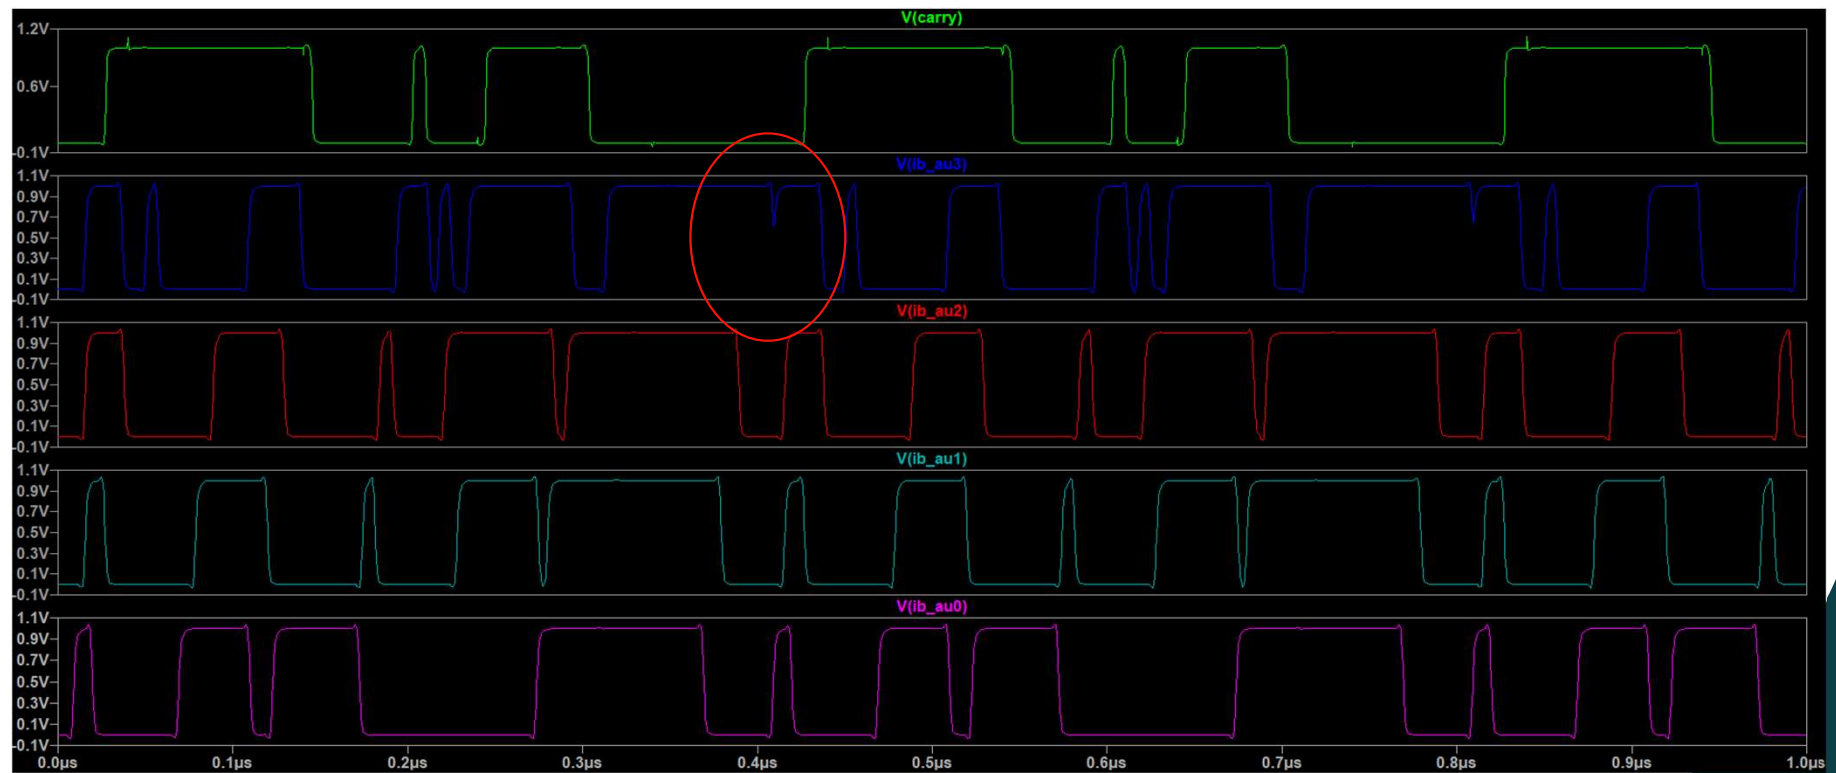 V(carry)
1.2V
0.6V
-0.1V
V(ib_au3)
1.1V
0.9V
0.7V
0.5V
0.3V
0.1V
-0.1V
V(ib_au2)
1.1V
0.9V
0.7V
0.5V
0.3V
0.1V
-0.1V
V(ib_au1)
1.1V
0.9V
0.7V
0.5V
0.3V
0.1V
-0.1V
V(ib_au0)
1.1V
0.9V
0.7V
0.5V
0.3V
0.1V
-0.1V
0.0µs 0.1µs 0.2µs 0.3µs 0.4µs 0.5µs 0.6µs 0.7µs 0.8µs 0.9µs 1.0µs